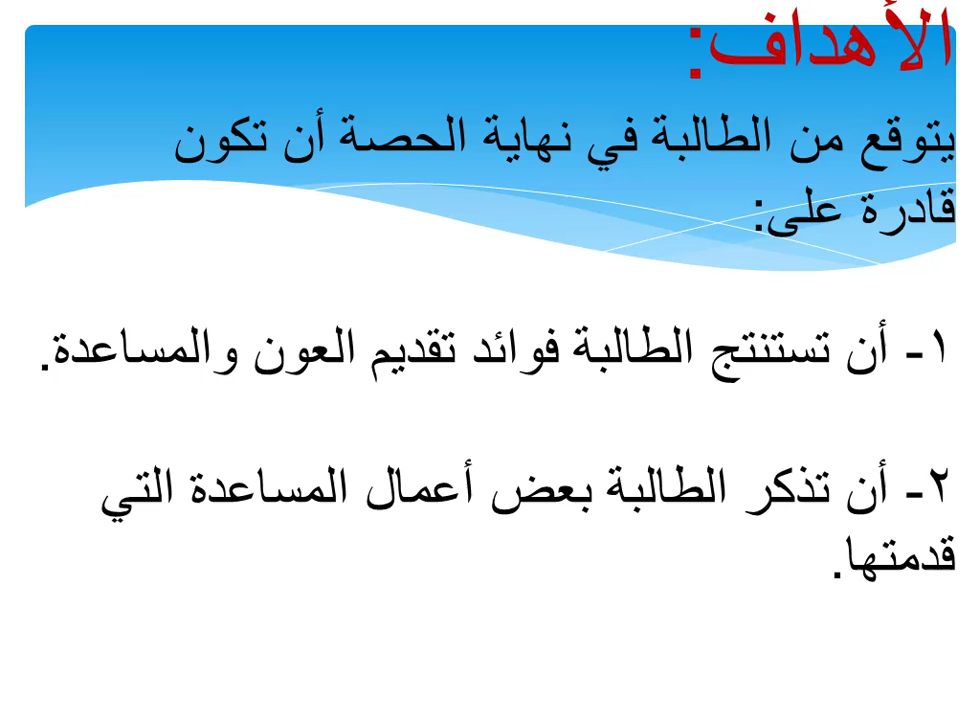 الأهداف:
يتوقع من الطالبة في نهاية الحصة أن تكون
قادرة على:
١- أن تستنتج الطالبة فوائد تقديم العون والمساعدة.
٢- أن تذكر الطالبة بعض أعمال المساعدة التي
قدمتها.